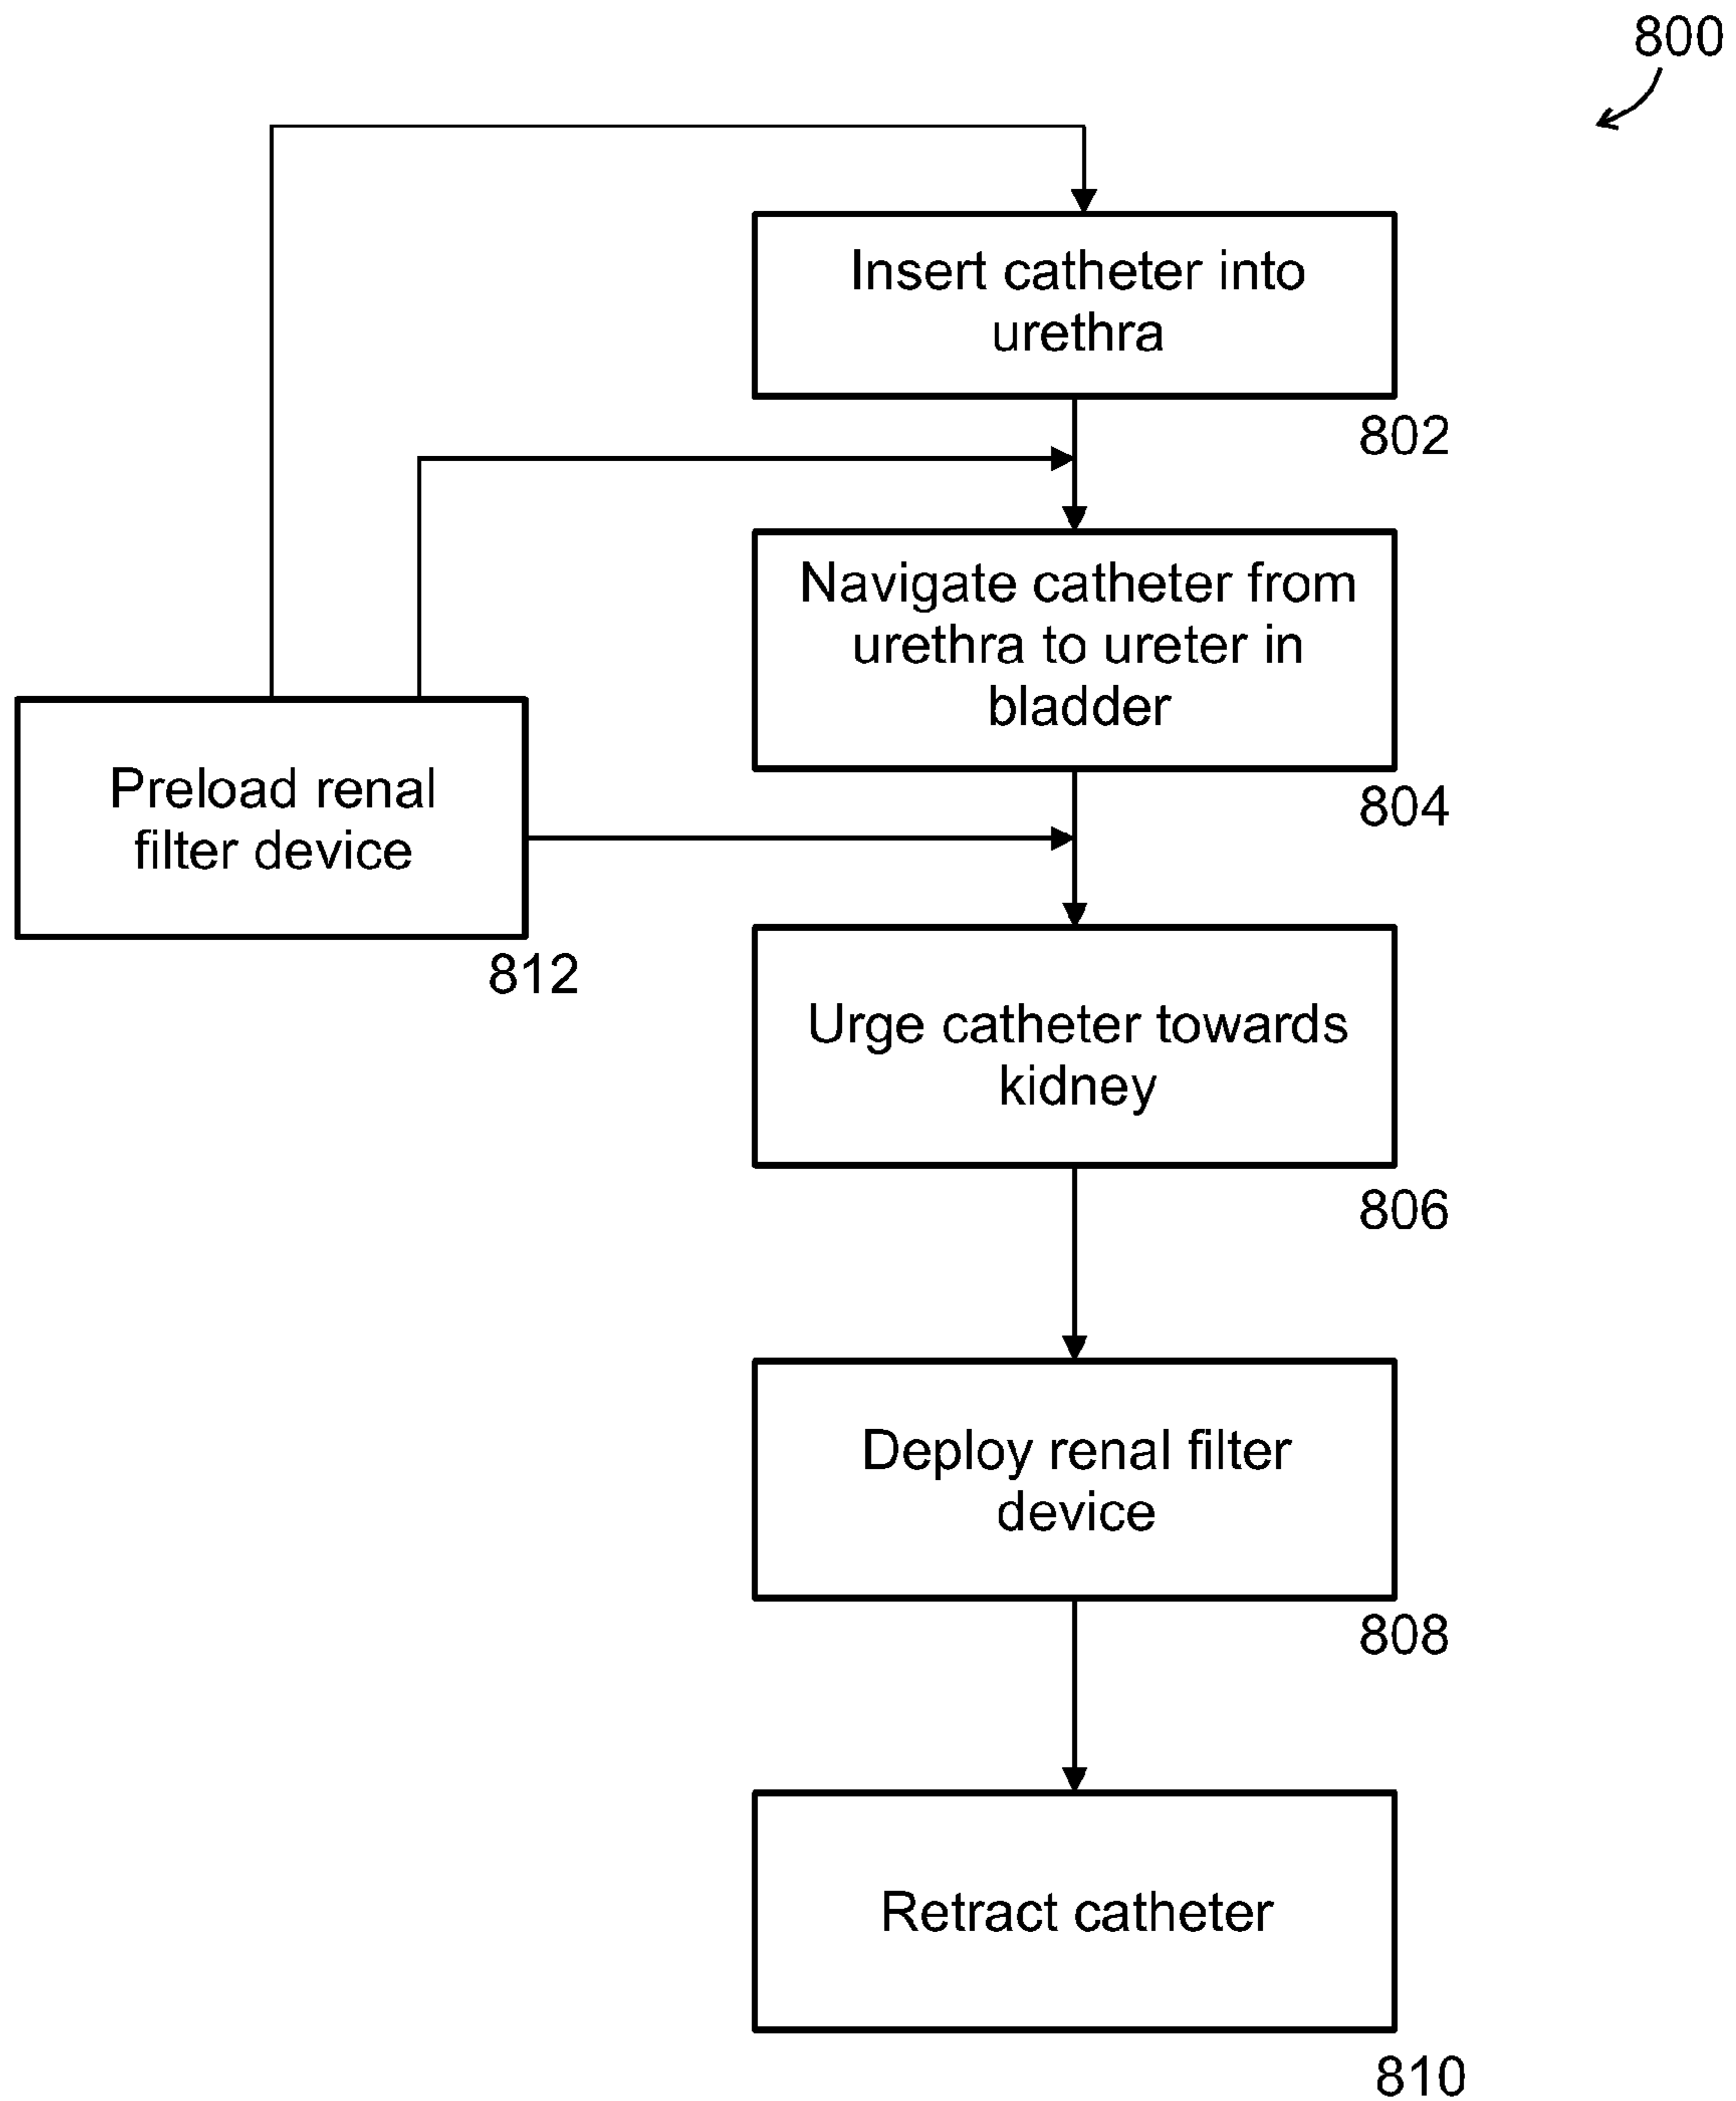 800
Insert catheter into
urethra
802
Navigate catheter from
urethra to ureter in
bladder
804
Preload renal
filter device
812
Urge catheter towards
kidney
806
Deploy renal filter
device
808
Retract catheter
810